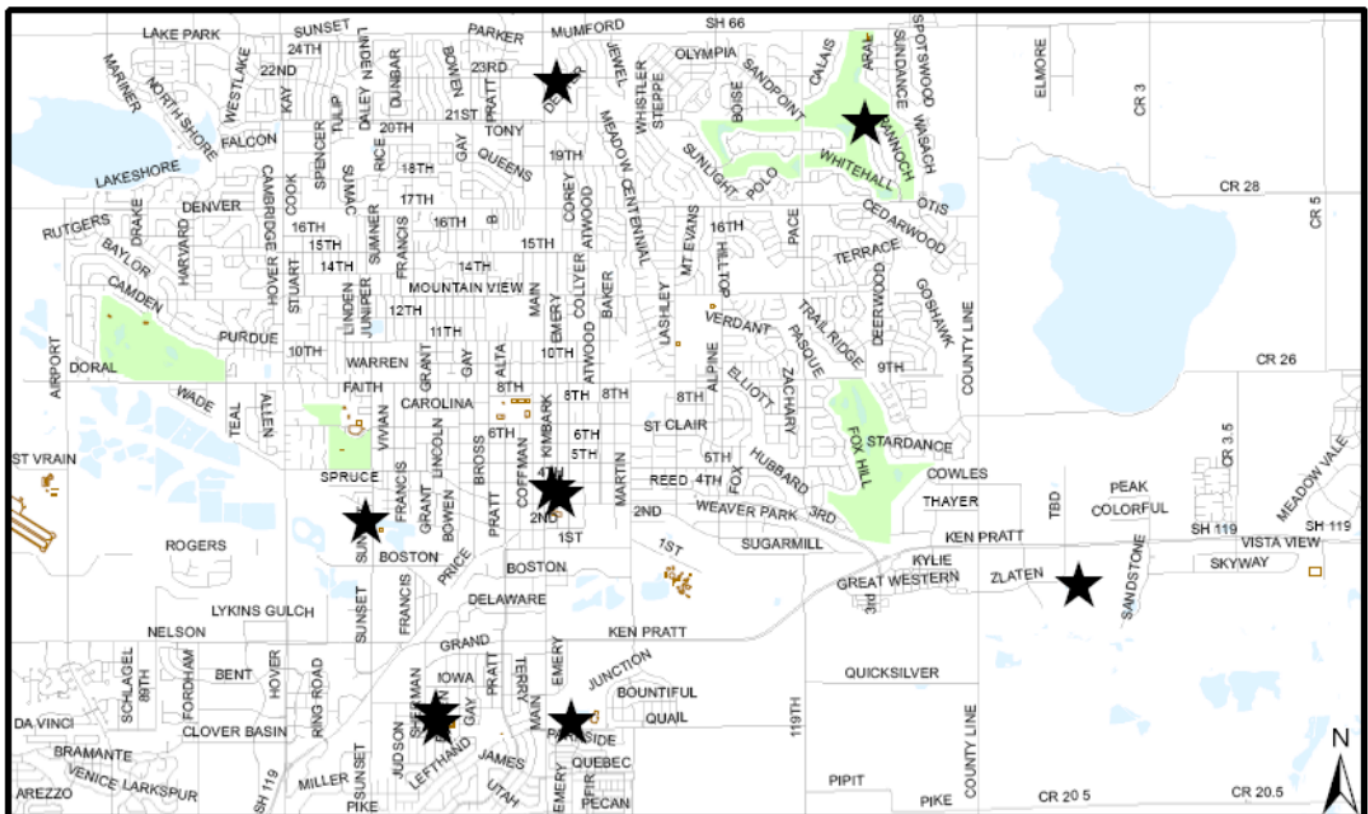 SUNSET
LAKE PARK
PARKER
MUMFORD
SH 66
SPOTSWOOD
24TH
LINDEN
22ND
23RD
BOWEN
JEWEL
OLYMPIA
CALAIS
ARAL
SUNDANCE
ELMORE
MARINER
NORTH SHORE
WESTLAKE
KAY
DALEY
DUNBAR
PRATT
WHISTLER
STEPPE
SANDPOINT
BOISE
CR 3
TULIP
21ST
20TH
TONY
FALCON
SPENCER
RICE
GAY
QUEENS
19TH
MEADOW
SUNLIGHT
RANNOCH
WASACH
WHITEHALL
LAKESHORE
18TH
POLO
CR 28
CAMBRIDGE
COOK
SUMAC
17TH
COREY
ATWOOD
CENTENNIAL
OTIS
CR 5
DENVER
RUTGERS
DRAKE
HARVARD
16TH
SUMNER
FRANCIS
16TH
B
MT EVANS
16TH
PACE
CEDARWOOD
15TH
15TH
HILLTOP
TERRACE
BAYLOR
HOVER
STUART
14TH
14TH
COLLYER
BAKER
DEERWOOD
GOSHAWK
CAMDEN
LINDEN
JUNIPER
MOUNTAIN VIEW
MAIN
EMERY
LASHLEY
COUNTY LINE
12TH
11TH
VERDANT
TRAIL RIDGE
PASQUE
PURDUE
10TH
WARREN
GRANT
GAY
ALTA
10TH
ATWOOD
ALPINE
9TH
CR 26
AIRPORT
DORAL
FAITH
8TH
8TH
8TH
8TH
ELLIOTT
ZACHARY
WADE
TEAL
ALLEN
CAROLINA
KIMBARK
VIVIAN
LINCOLN
BROSS
6TH
COFFMAN
6TH
5TH
ST CLAIR
STARDANCE
FOX HILL
CR 3.5
MEADOW VALE
ST VRAIN
SPRUCE
4TH
MARTIN
REED
4TH
5TH
FOX
HUBBARD
COWLES
THAYER
TBD
PEAK
COLORFUL
FRANCIS
GRANT
BOWEN
PRATT
2ND
2ND
WEAVER PARK
3RD
SH 119
SH 119
ROGERS
BOSTON
PRICE
1ST
1ST
SUGARMILL
KEN PRATT
VISTA VIEW
BOSTON
KYLIE
SKYWAY
GREAT WESTERN
ZLATEN
SANDSTONE
3rd
LYKINS GULCH
SUNSET
FRANCIS
DELAWARE
NELSON
GRAND
EMERY
KEN PRATT
SCHLAGEL
89TH
FORDHAM
BENT
HOVER
RING ROAD
IOWA
PRATT
TERRY
JUNCTION
QUICKSILVER
BOUNTIFUL
GAY
MAIN
QUAIL
119TH
COUNTY LINE
DA VINCI
CLOVER BASIN
JUDSON
LEFTHAND
JAMES
QUEBEC
BRAMANTE
VENICE
LARKSPUR
SH 119
MILLER
SUNSET
UTAH
EMERY
FIR
PIPIT
N
AREZZO
PIKE
PECAN
PIKE
CR 20 5
CR 20.5